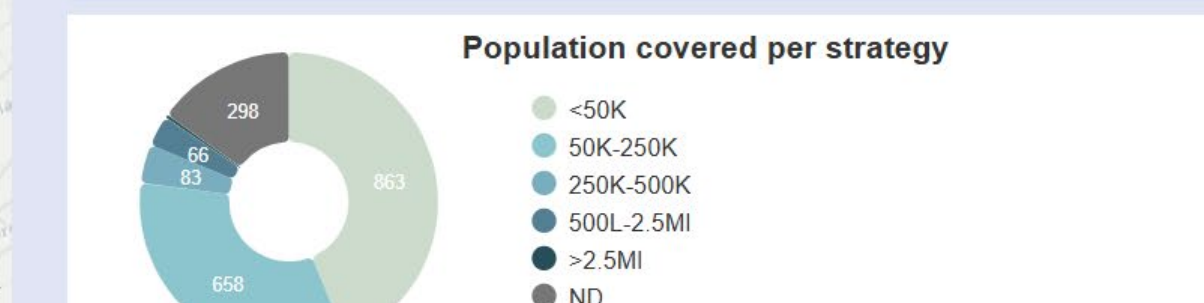 Population covered per strategy
298
66
83
863
658
<50K
50K-250K
250K-500K
500L-2.5MI
>2.5MI
ND